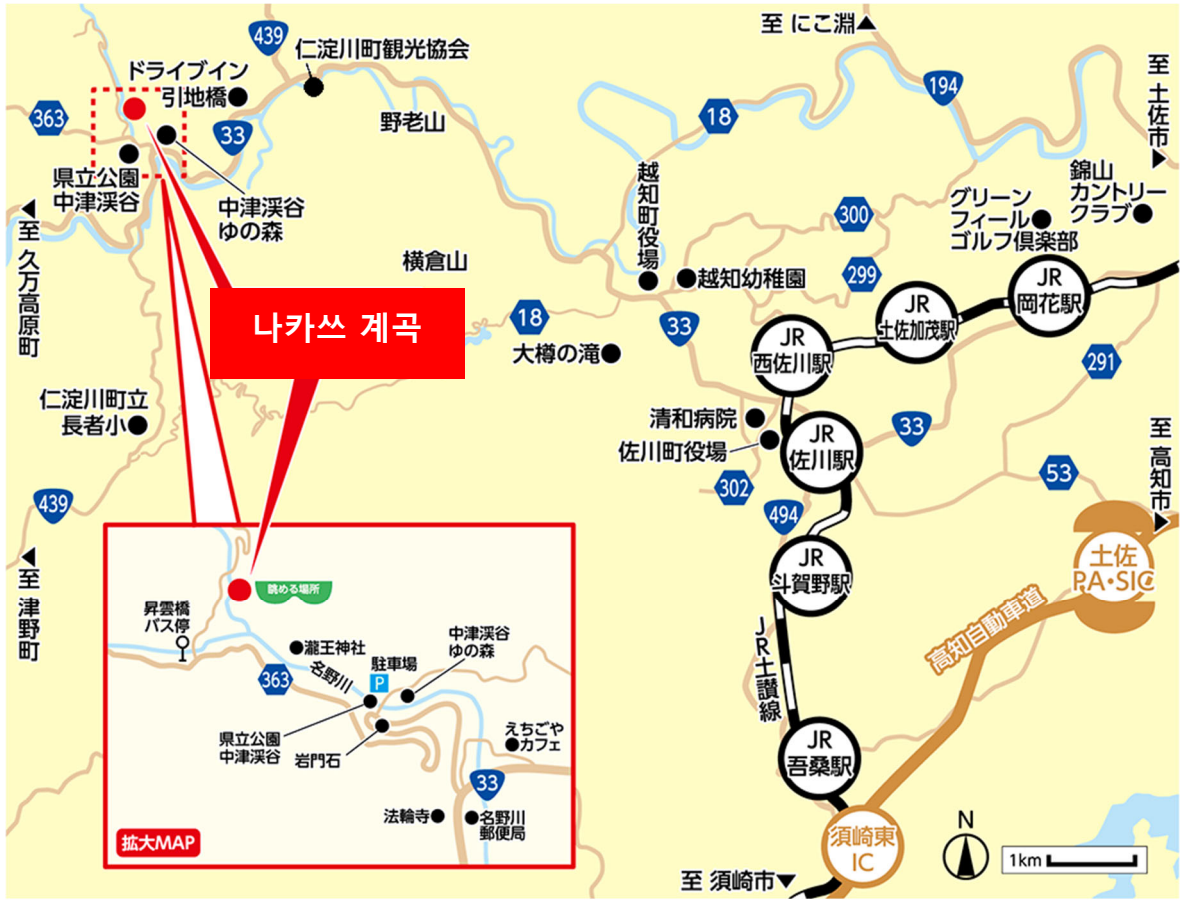 至 にこ淵▲
439
仁淀川町観光協会
ドライブイン
引地橋
363
33
野老山
18
194
至 土佐市
県立公園
中津渓谷
中津渓谷
ゆの森
至 久万高原町
横倉山
越知町役場
越知幼稚園
300
299
グリーン
フィールド
ゴルフ倶楽部
錦山
カントリー
クラブ
나카쓰 계곡
18
大樽の滝
33
JR
西佐川駅
JR
土佐加茂駅
JR
岡花駅
291
仁淀川町立
長者小
清和病院
佐川町役場
JR
佐川駅
33
至 高知市
302
53
439
494
至 津野町
JR
斗賀野駅
土佐
PA・SIC
高知自動車道
JR土讃線
眺める場所
昇雲橋
バス停
瀧王神社
名野川
駐車場
P
中津渓谷
ゆの森
363
県立公園
中津渓谷
岩門石
えちごや
カフェ
33
法輪寺
名野川
郵便局
拡大MAP
JR
吾桑駅
須崎東
IC
至 須崎市▼
N
1km